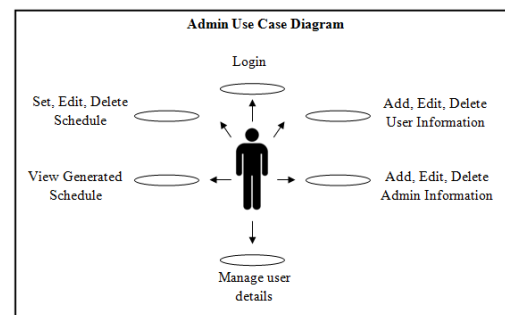 Admin Use Case Diagram
Login
Set, Edit, Delete
Schedule
Add, Edit, Delete
User Information
View Generated
Schedule
Add, Edit, Delete
Admin Information
Manage user
details